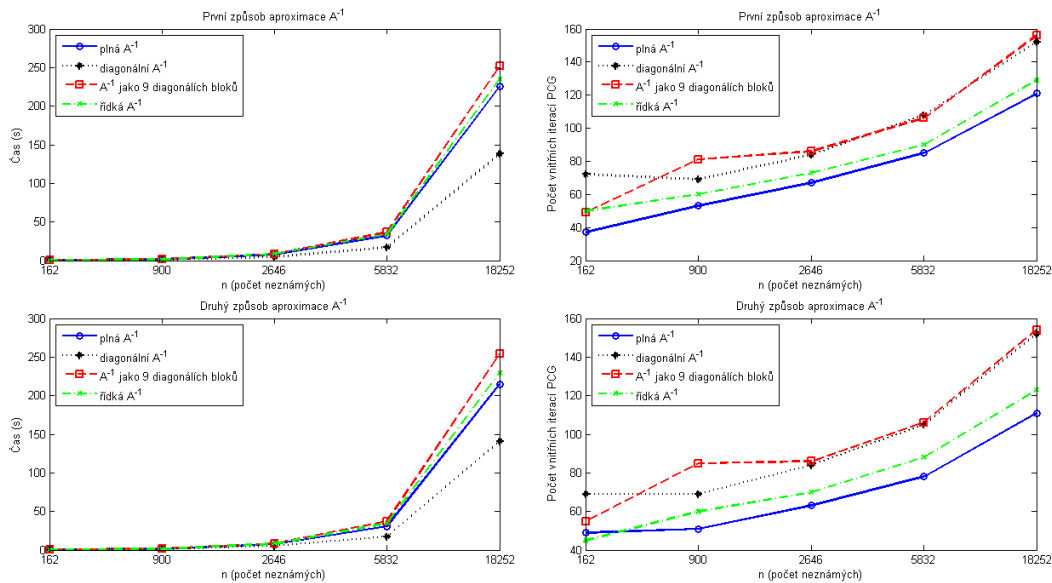 První způsob aproximace A⁻¹
300
250
200
150
100
50
0
Čas (s)
plná A⁻¹
diagonální A⁻¹
A⁻¹ jako 9 diagonálích bloků
řídká A⁻¹
162
900
2646
5832
18252
n (počet neznámých)
První způsob aproximace A⁻¹
160
140
120
100
80
60
40
20
Počet vnitřních iterací PCG
plná A⁻¹
diagonální A⁻¹
A⁻¹ jako 9 diagonálích bloků
řídká A⁻¹
162
900
2646
5832
18252
n (počet neznámých)
Druhý způsob aproximace A⁻¹
300
250
200
150
100
50
0
Čas (s)
plná A⁻¹
diagonální A⁻¹
A⁻¹ jako 9 diagonálích bloků
řídká A⁻¹
162
900
2646
5832
18252
n (počet neznámých)
Druhý způsob aproximace A⁻¹
160
140
120
100
80
60
40
Počet vnitřních iterací PCG
plná A⁻¹
diagonální A⁻¹
A⁻¹ jako 9 diagonálích bloků
řídká A⁻¹
162
900
2646
5832
18252
n (počet neznámých)